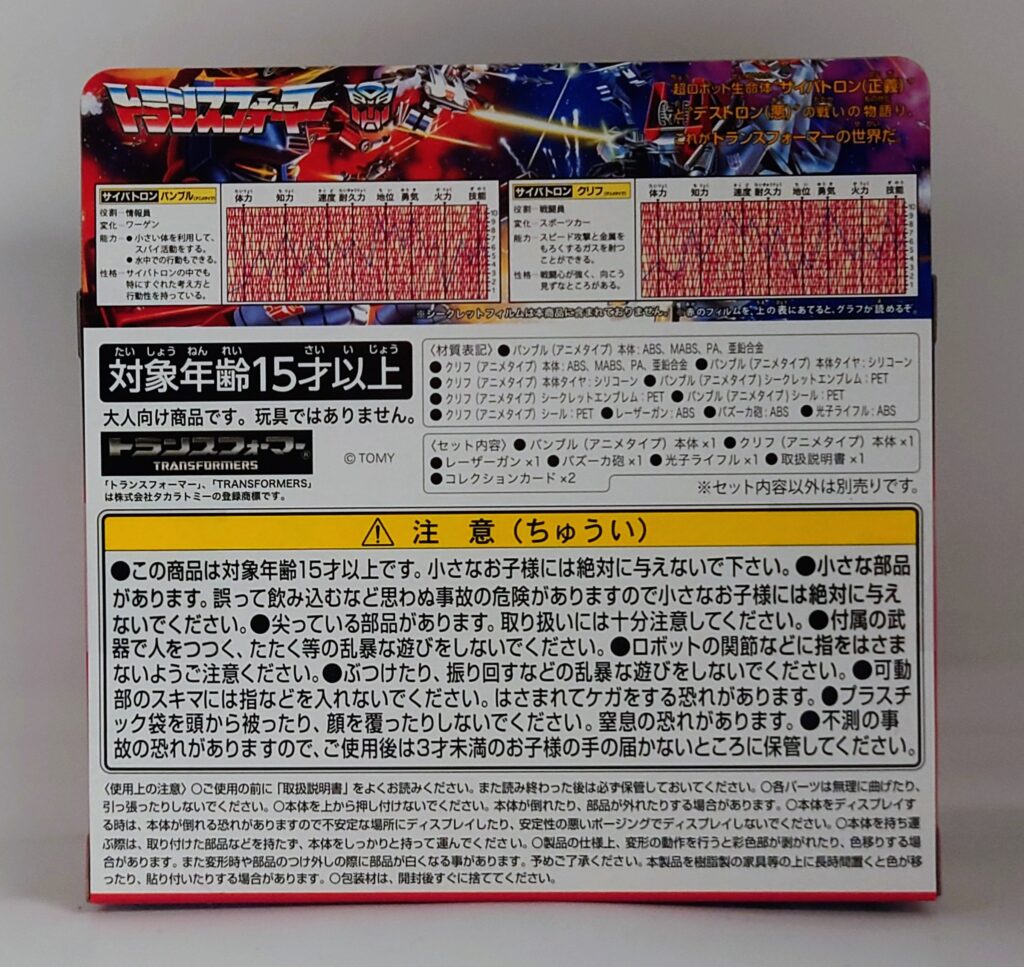 トランスフォーマー
超ロボット生命体 サイバトロン(正義)
デストロン(悪) の戦いの物語り。
これがトランスフォーマーの世界だ
サイバトロン バンブル(アニメタイプ)
体力 知力 速度 耐久力 地位 勇気 火力 技能
役割─情報員
変化─ワーゲン
能力─●小さい体を利用して、
スパイ活動をする。
●水中での行動もできる。
性格─サイバトロンの中でも
特にすぐれた考え方と
行動性を持っている。
10
9
8
7
6
5
4
3
2
1
サイバトロン クリフ(アニメタイプ)
体力 知力 速度 耐久力 地位 勇気 火力 技能
役割─戦闘員
変化─スポーツカー
能力─スピード攻撃と金属を
もろくするガスを射つ
ことができる。
性格─戦闘心が強く、向こう
見ずなところがある。
10
9
8
7
6
5
4
3
2
1
※シークレットフィルムは本商品に含まれておりません。
※赤のフィルムを、上の表にあてると、グラフが読めるぞ。
たい しょう ねん れい さい い じょう
対象年齢15才以上
大人向け商品です。玩具ではありません。
トランスフォーマー®
TRANSFORMERS
© TOMY
「トランスフォーマー」、「TRANSFORMERS」
は株式会社タカラトミーの登録商標です。
〈材質表記〉●バンブル(アニメタイプ)本体:ABS、MABS、PA、亜鉛合金
●クリフ(アニメタイプ)本体:ABS、MABS、PA、亜鉛合金 ●バンブル(アニメタイプ)本体タイヤ:シリコーン
●クリフ(アニメタイプ)本体タイヤ:シリコーン ●バンブル(アニメタイプ)シークレットエンブレム:PET
●クリフ(アニメタイプ)シークレットエンブレム:PET ●バンブル(アニメタイプ)シール:PET
●クリフ(アニメタイプ)シール:PET ●レーザーガン:ABS ●バズーカ砲:ABS ●光子ライフル:ABS
〈セット内容〉●バンブル(アニメタイプ)本体×1 ●クリフ(アニメタイプ)本体×1
●レーザーガン×1 ●バズーカ砲×1 ●光子ライフル×1 ●取扱説明書×1
●コレクションカード×2
※セット内容以外は別売りです。
⚠ 注 意(ちゅうい)
●この商品は対象年齢15才以上です。小さなお子様には絶対に与えないで下さい。●小さな部品
があります。誤って飲み込むなど思わぬ事故の危険がありますので小さなお子様には絶対に与え
ないでください。●尖っている部品があります。取り扱いには十分注意してください。●付属の武
器で人をつつく、たたく等の乱暴な遊びをしないでください。●ロボットの関節などに指をはさま
ないようご注意ください。●ぶつけたり、振り回すなどの乱暴な遊びをしないでください。●可動
部のスキマには指などを入れないでください。はさまれてケガをする恐れがあります。●プラスチ
ック袋を頭から被ったり、顔を覆ったりしないでください。窒息の恐れがあります。●不測の事
故の恐れがありますので、ご使用後は3才未満のお子様の手の届かないところに保管してください。
〈使用上の注意〉○ご使用の前に「取扱説明書」をよくお読みください。また読み終わった後は必ず保管しておいてください。○各パーツは無理に曲げたり、
引っ張ったりしないでください。○本体を上から押し付けないでください。本体が倒れたり、部品が外れたりする場合があります。○本体をディスプレイす
る時は、本体が倒れる恐れがありますので不安定な場所にディスプレイしたり、安定性の悪いポージングでディスプレイしないでください。○本体を持ち運
ぶ際は、取り付けた部品などを持たず、本体をしっかりと持って運んでください。○製品の仕様上、変形の動作を行うと彩色部が剥がれたり、色移りする場
合があります。また変形時や部品のつけ外しの際に部品が白くなる事があります。予めご了承ください。本製品を樹脂製の家具等の上に長時間置くと色が移
ったり、貼り付いたりする場合があります。○包装材は、開封後すぐに捨ててください。